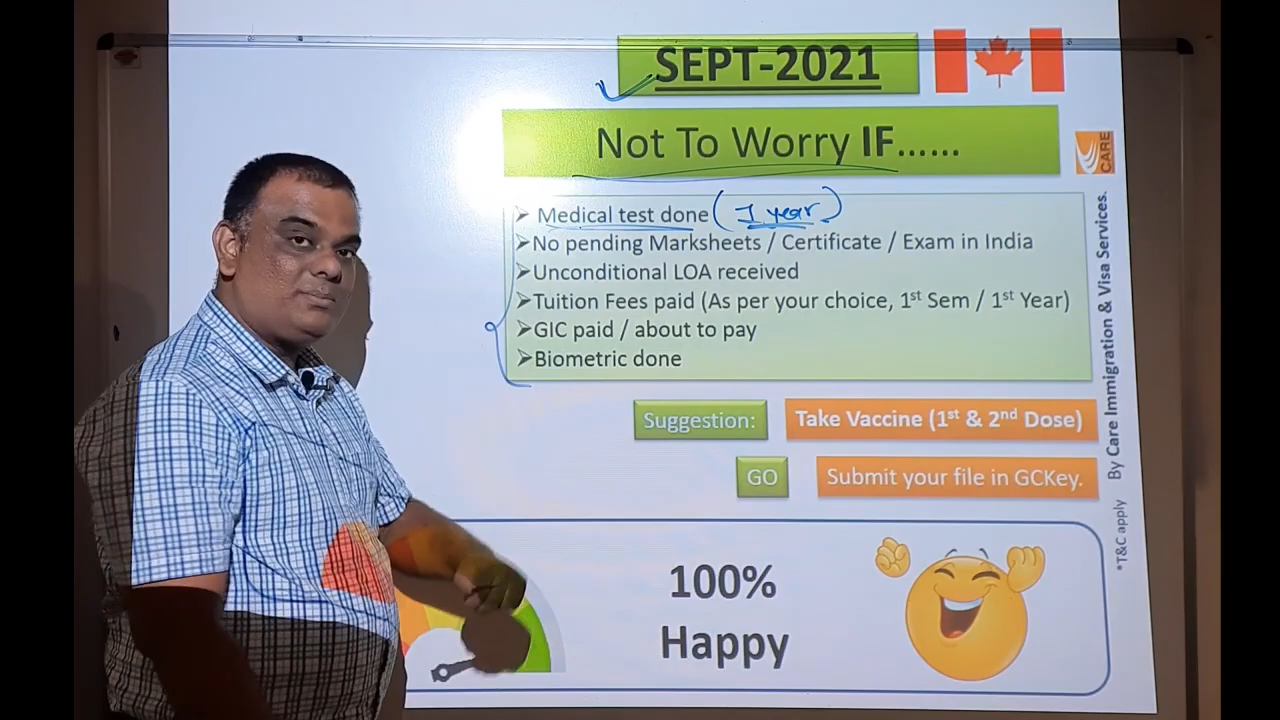 SEPT-2021
Not To Worry IF......
CARE
➢ Medical test done (1 year)
➢ No pending Marksheets / Certificate / Exam in India
➢ Unconditional LOA received
➢ Tuition Fees paid (As per your choice, 1st Sem / 1st Year)
➢ GIC paid / about to pay
➢ Biometric done
Suggestion:
Take Vaccine (1st & 2nd Dose)
GO
Submit your file in GCKey.
100%
Happy
By Care Immigration & Visa Services.
*T&C apply